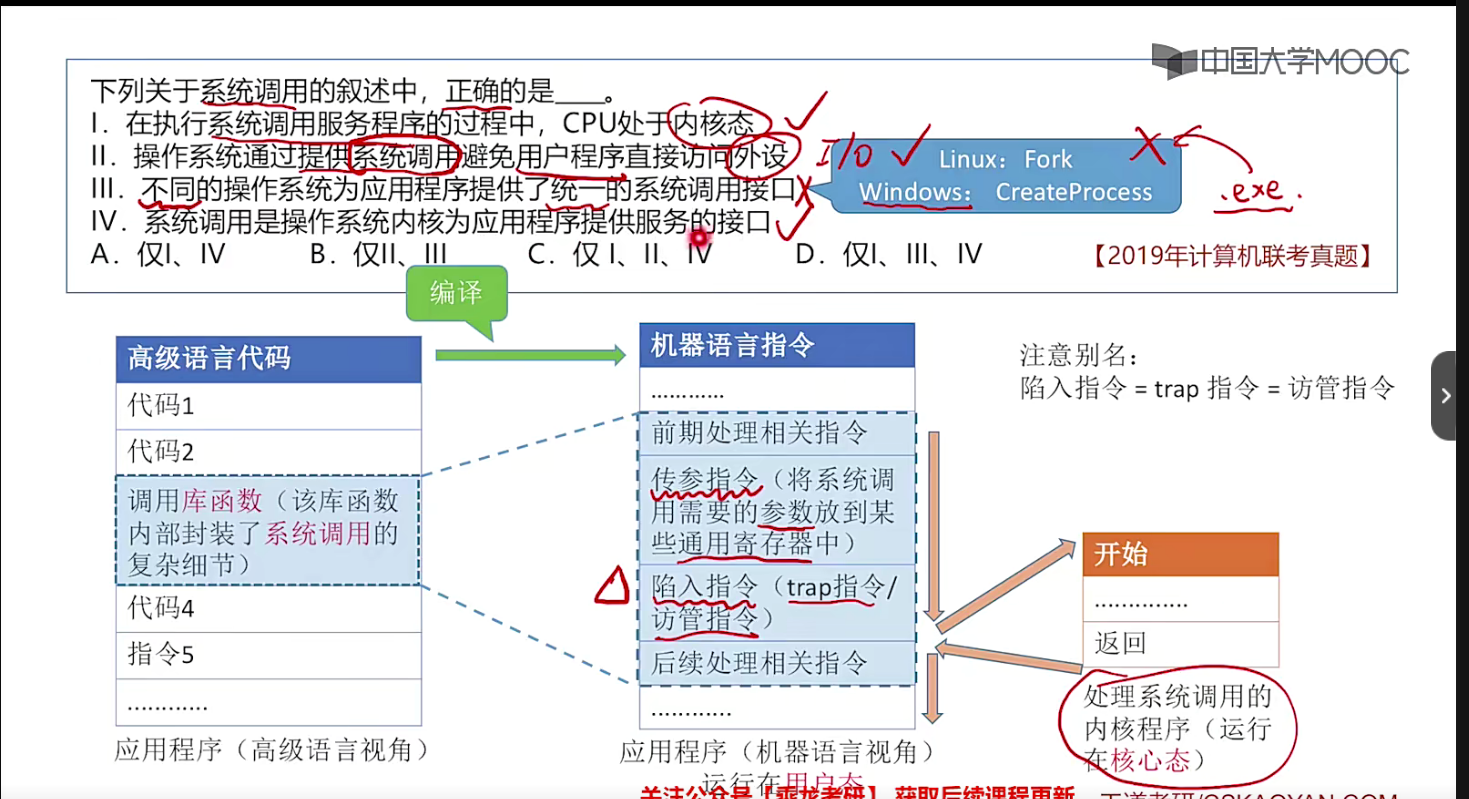 中国大学MOOC
下列关于系统调用的叙述中，正确的是____。
I．在执行系统调用服务程序的过程中，CPU处于内核态
II．操作系统通过提供系统调用避免用户程序直接访问外设
I/O
III．不同的操作系统为应用程序提供了统一的系统调用接口
IV．系统调用是操作系统内核为应用程序提供服务的接口
A．仅I、IV B．仅II、III C．仅 I、II、IV D．仅I、III、IV
【2019年计算机联考真题】
Linux：Fork
Windows： CreateProcess
.exe.
编译
高级语言代码
代码1
代码2
调用库函数（该库函数
内部封装了系统调用的
复杂细节）
代码4
指令5
…………
应用程序（高级语言视角）
机器语言指令
…………
前期处理相关指令
传参指令（将系统调
用需要的参数放到某
些通用寄存器中）
陷入指令（trap指令/
访管指令）
后续处理相关指令
…………
应用程序（机器语言视角）
运行在用户态
注意别名：
陷入指令 = trap 指令 = 访管指令
开始
…………..
返回
处理系统调用的
内核程序（运行
在核心态）
获取后续课程更新